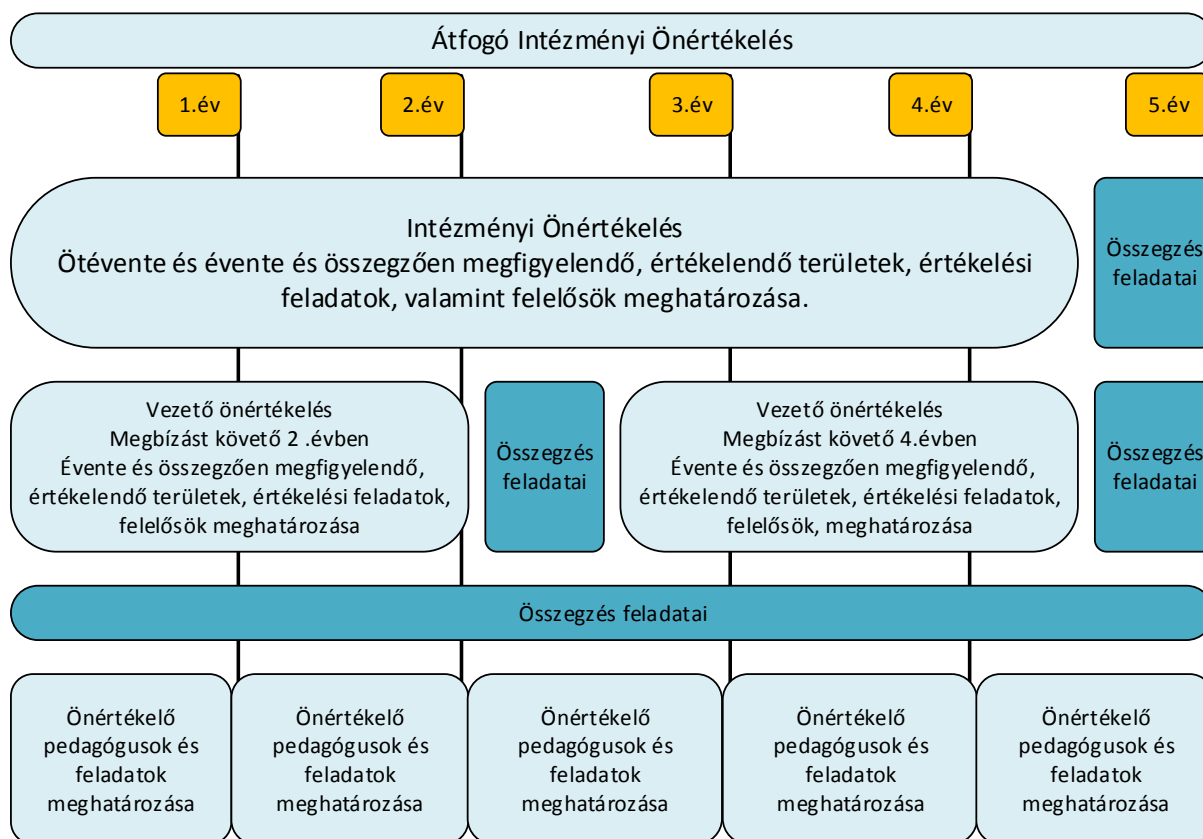 Átfogó Intézményi Önértékelés
1.év
2.év
3.év
4.év
5.év
Intézményi Önértékelés
Ötévente és évente és összegzően megfigyelendő, értékelendő területek, értékelési
feladatok, valamint felelősök meghatározása.
Összegzés
feladatai
Vezető önértékelés
Megbízást követő 2 .évben
Évente és összegzően megfigyelendő,
értékelendő területek, értékelési feladatok,
felelősök meghatározása
Összegzés
feladatai
Vezető önértékelés
Megbízást követő 4.évben
Évente és összegzően megfigyelendő,
értékelendő területek, értékelési feladatok,
felelősök, meghatározása
Összegzés
feladatai
Összegzés feladatai
Önértékelő
pedagógusok és
feladatok
meghatározása
Önértékelő
pedagógusok és
feladatok
meghatározása
Önértékelő
pedagógusok és
feladatok
meghatározása
Önértékelő
pedagógusok és
feladatok
meghatározása
Önértékelő
pedagógusok és
feladatok
meghatározása